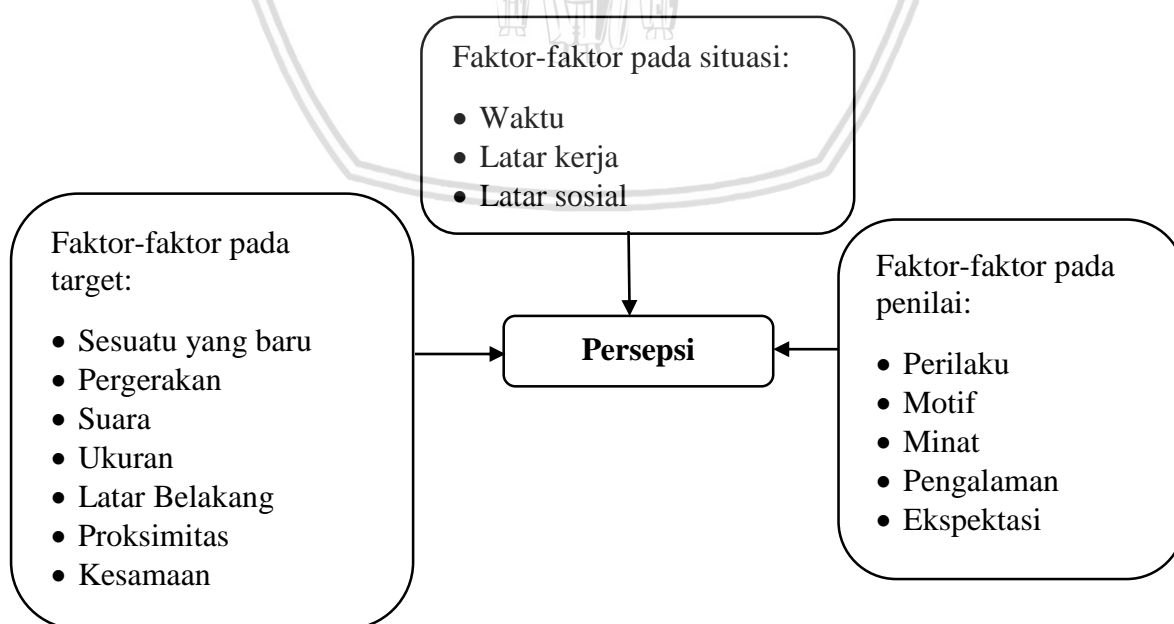 Faktor-faktor pada situasi:
• Waktu
• Latar kerja
• Latar sosial
Faktor-faktor pada
target:
• Sesuatu yang baru
• Pergerakan
• Suara
• Ukuran
• Latar Belakang
• Proksimitas
• Kesamaan
Persepsi
Faktor-faktor pada
penilai:
• Perilaku
• Motif
• Minat
• Pengalaman
• Ekspektasi